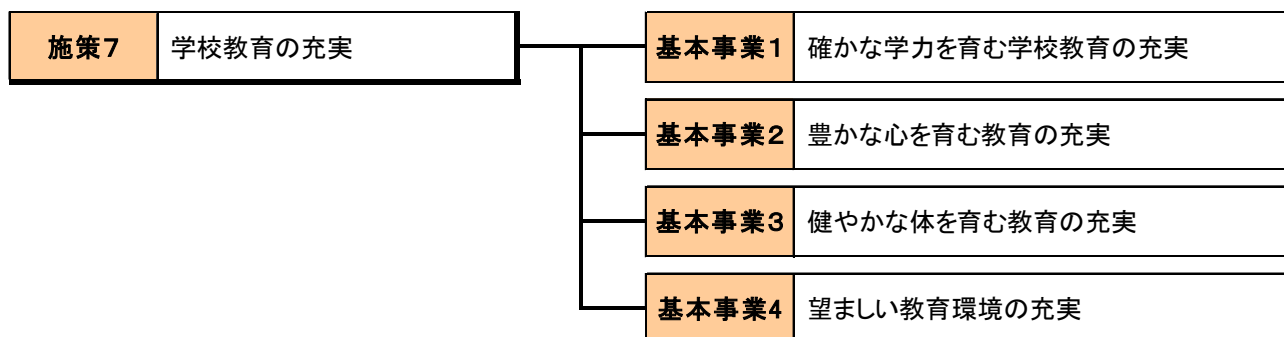 施策７ 学校教育の充実
基本事業１ 確かな学力を育む学校教育の充実
基本事業２ 豊かな心を育む教育の充実
基本事業３ 健やかな体を育む教育の充実
基本事業4 望ましい教育環境の充実